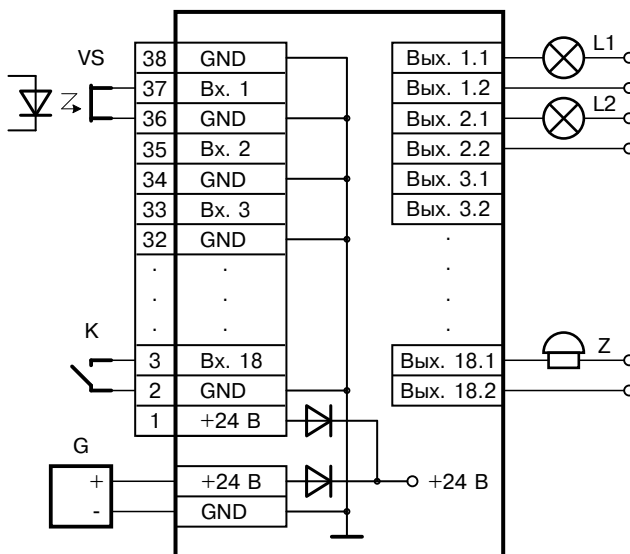 VS
38 GND
37 Вх. 1
36 GND
35 Вх. 2
34 GND
33 Вх. 3
32 GND
. .
. .
. .
K
3 Вх. 18
2 GND
1 +24 В
G
+ +24 В
- GND
+24 В
Вых. 1.1 L1
Вых. 1.2
Вых. 2.1 L2
Вых. 2.2
Вых. 3.1
Вых. 3.2
.
.
.
.
Вых. 18.1 Z
Вых. 18.2